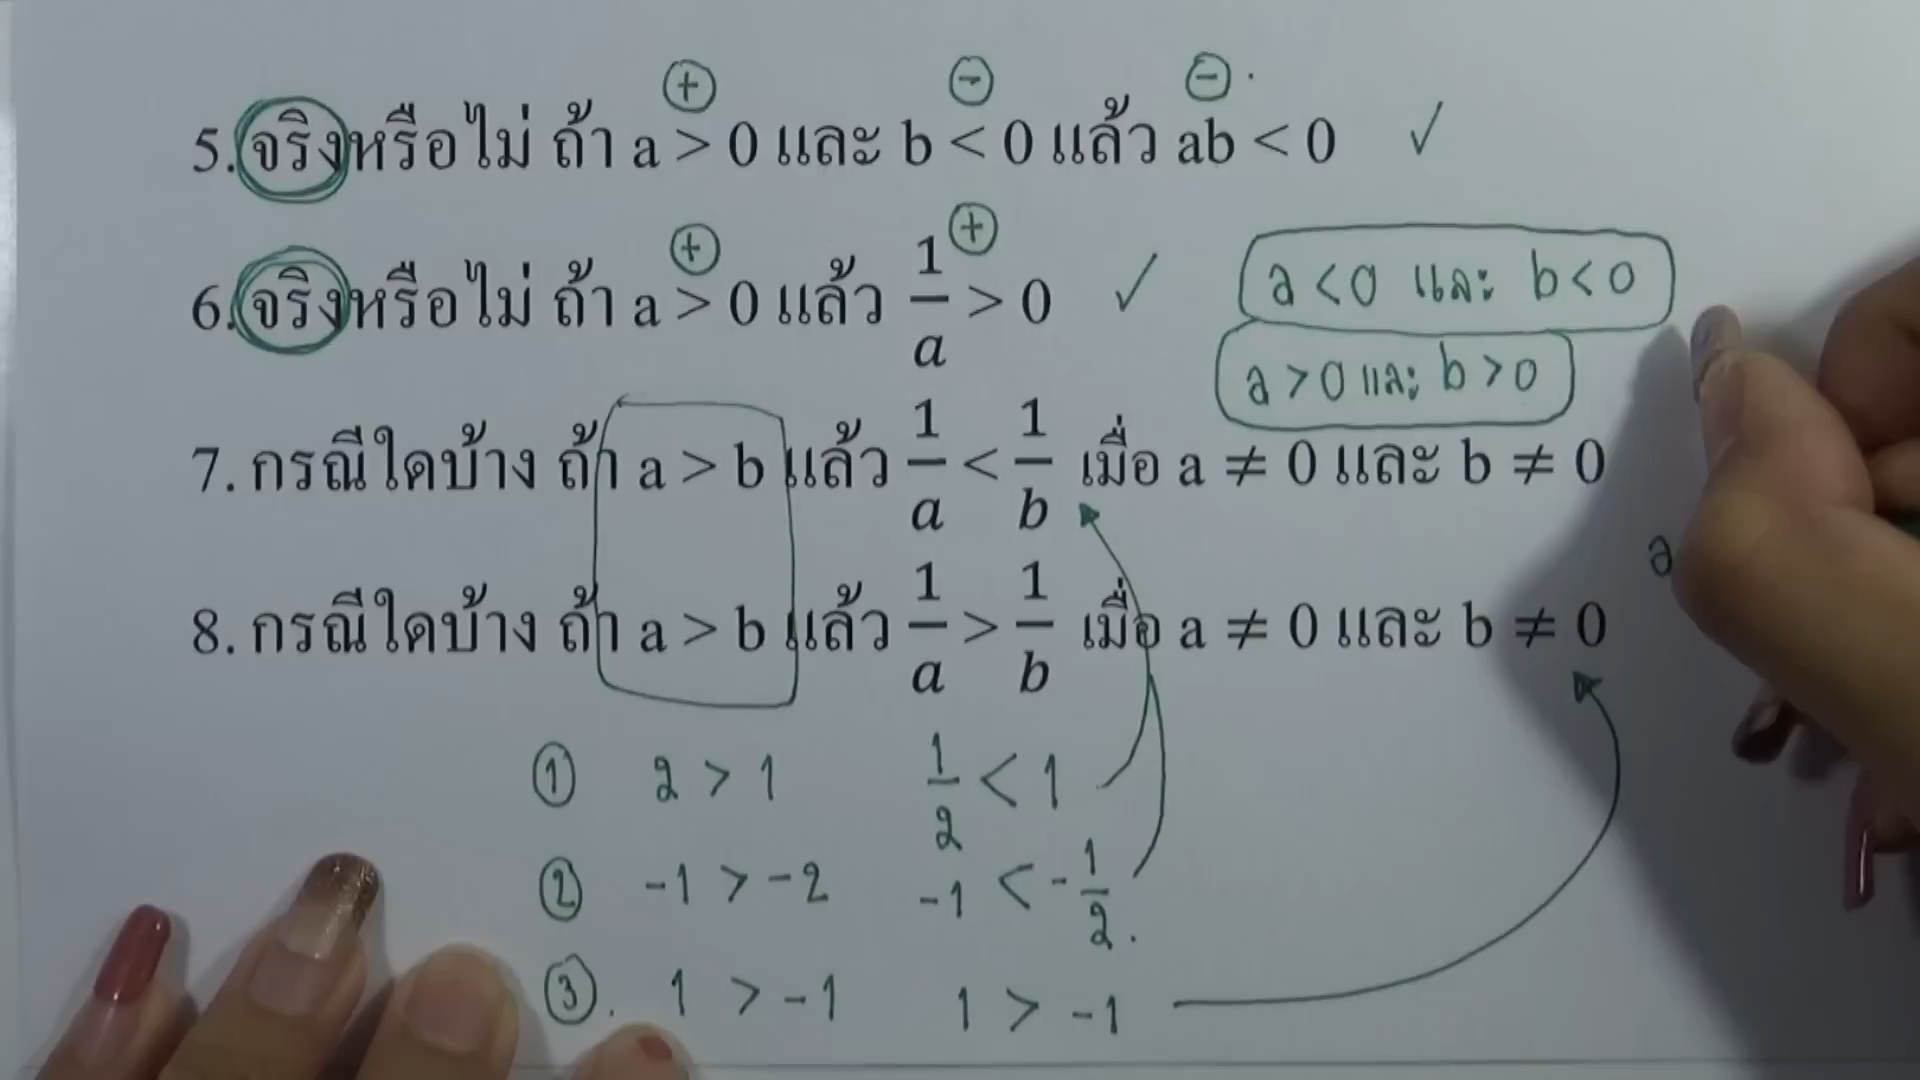 ⊕ ⊖ ⊖
5. จริงหรือไม่ ถ้า a > 0 และ b < 0 แล้ว ab < 0 ✓
⊕ ⊕
6. จริงหรือไม่ ถ้า a > 0 แล้ว 1/a > 0 ✓
a < 0 และ b < 0
a > 0 และ b > 0
7. กรณีใดบ้าง ถ้า a > b แล้ว 1/a < 1/b เมื่อ a ≠ 0 และ b ≠ 0
a
8. กรณีใดบ้าง ถ้า a > b แล้ว 1/a > 1/b เมื่อ a ≠ 0 และ b ≠ 0
① 2 > 1 1/2 < 1
② -1 > -2 -1 < -1/2.
③. 1 > -1 1 > -1